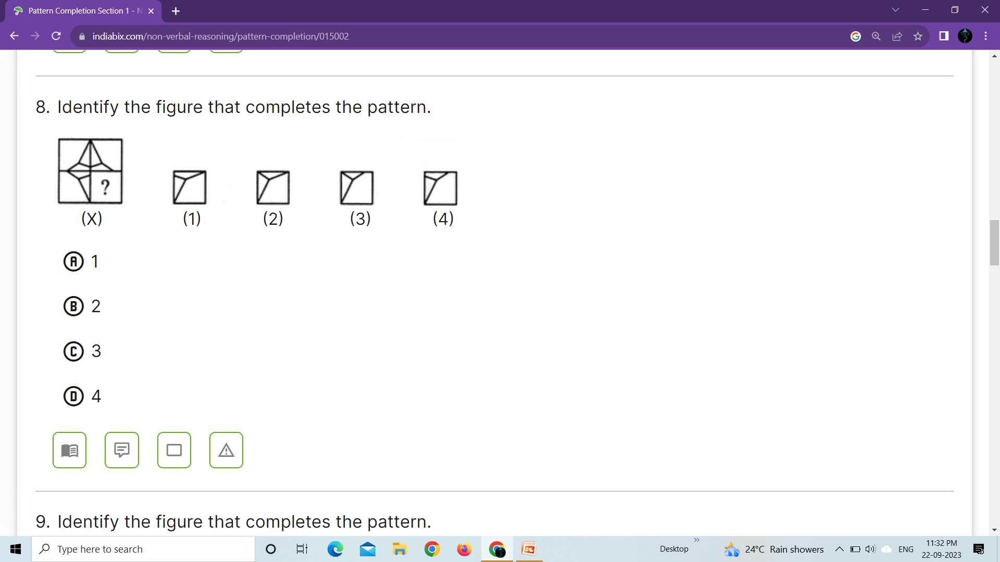 Pattern Completion Section 1 - N
indiabix.com/non-verbal-reasoning/pattern-completion/015002
8. Identify the figure that completes the pattern.
?
(X) (1) (2) (3) (4)
A 1
B 2
C 3
D 4
9. Identify the figure that completes the pattern.
Type here to search
Desktop
24°C Rain showers
ENG
11:32 PM
22-09-2023